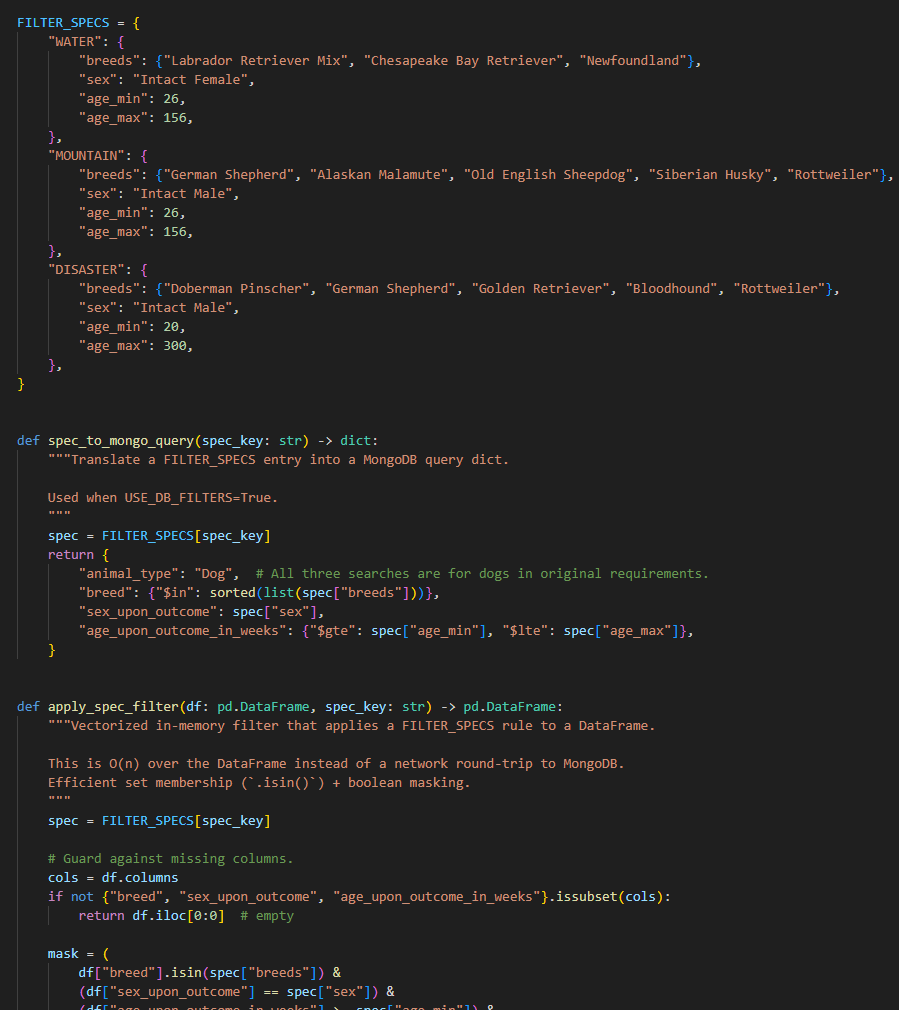 FILTER_SPECS = {
    "WATER": {
        "breeds": {"Labrador Retriever Mix", "Chesapeake Bay Retriever", "Newfoundland"},
        "sex": "Intact Female",
        "age_min": 26,
        "age_max": 156,
    },
    "MOUNTAIN": {
        "breeds": {"German Shepherd", "Alaskan Malamute", "Old English Sheepdog", "Siberian Husky", "Rottweiler"},
        "sex": "Intact Male",
        "age_min": 26,
        "age_max": 156,
    },
    "DISASTER": {
        "breeds": {"Doberman Pinscher", "German Shepherd", "Golden Retriever", "Bloodhound", "Rottweiler"},
        "sex": "Intact Male",
        "age_min": 20,
        "age_max": 300,
    },
}
def spec_to_mongo_query(spec_key: str) -> dict:
    """Translate a FILTER_SPECS entry into a MongoDB query dict.
    Used when USE_DB_FILTERS=True.
    """
    spec = FILTER_SPECS[spec_key]
    return {
        "animal_type": "Dog",  # All three searches are for dogs in original requirements.
        "breed": {"$in": sorted(list(spec["breeds"]))},
        "sex_upon_outcome": spec["sex"],
        "age_upon_outcome_in_weeks": {"$gte": spec["age_min"], "$lte": spec["age_max"]},
    }
def apply_spec_filter(df: pd.DataFrame, spec_key: str) -> pd.DataFrame:
    """Vectorized in-memory filter that applies a FILTER_SPECS rule to a DataFrame.
    This is O(n) over the DataFrame instead of a network round-trip to MongoDB.
    Efficient set membership (`.isin()`) + boolean masking.
    """
    spec = FILTER_SPECS[spec_key]
    # Guard against missing columns.
    cols = df.columns
    if not {"breed", "sex_upon_outcome", "age_upon_outcome_in_weeks"}.issubset(cols):
        return df.iloc[0:0]  # empty
    mask = (
        df["breed"].isin(spec["breeds"]) &
        (df["sex_upon_outcome"] == spec["sex"]) &